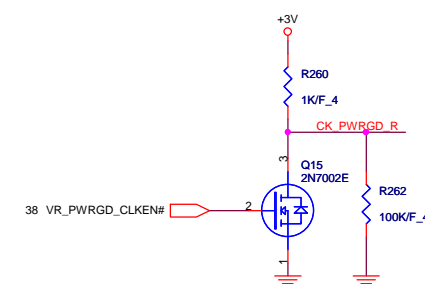 +3V
R260
1K/F_4
CK_PWRGD_R
3
Q15
2N7002E
38 VR_PWRGD_CLKEN#
2
R262
100K/F_4
1